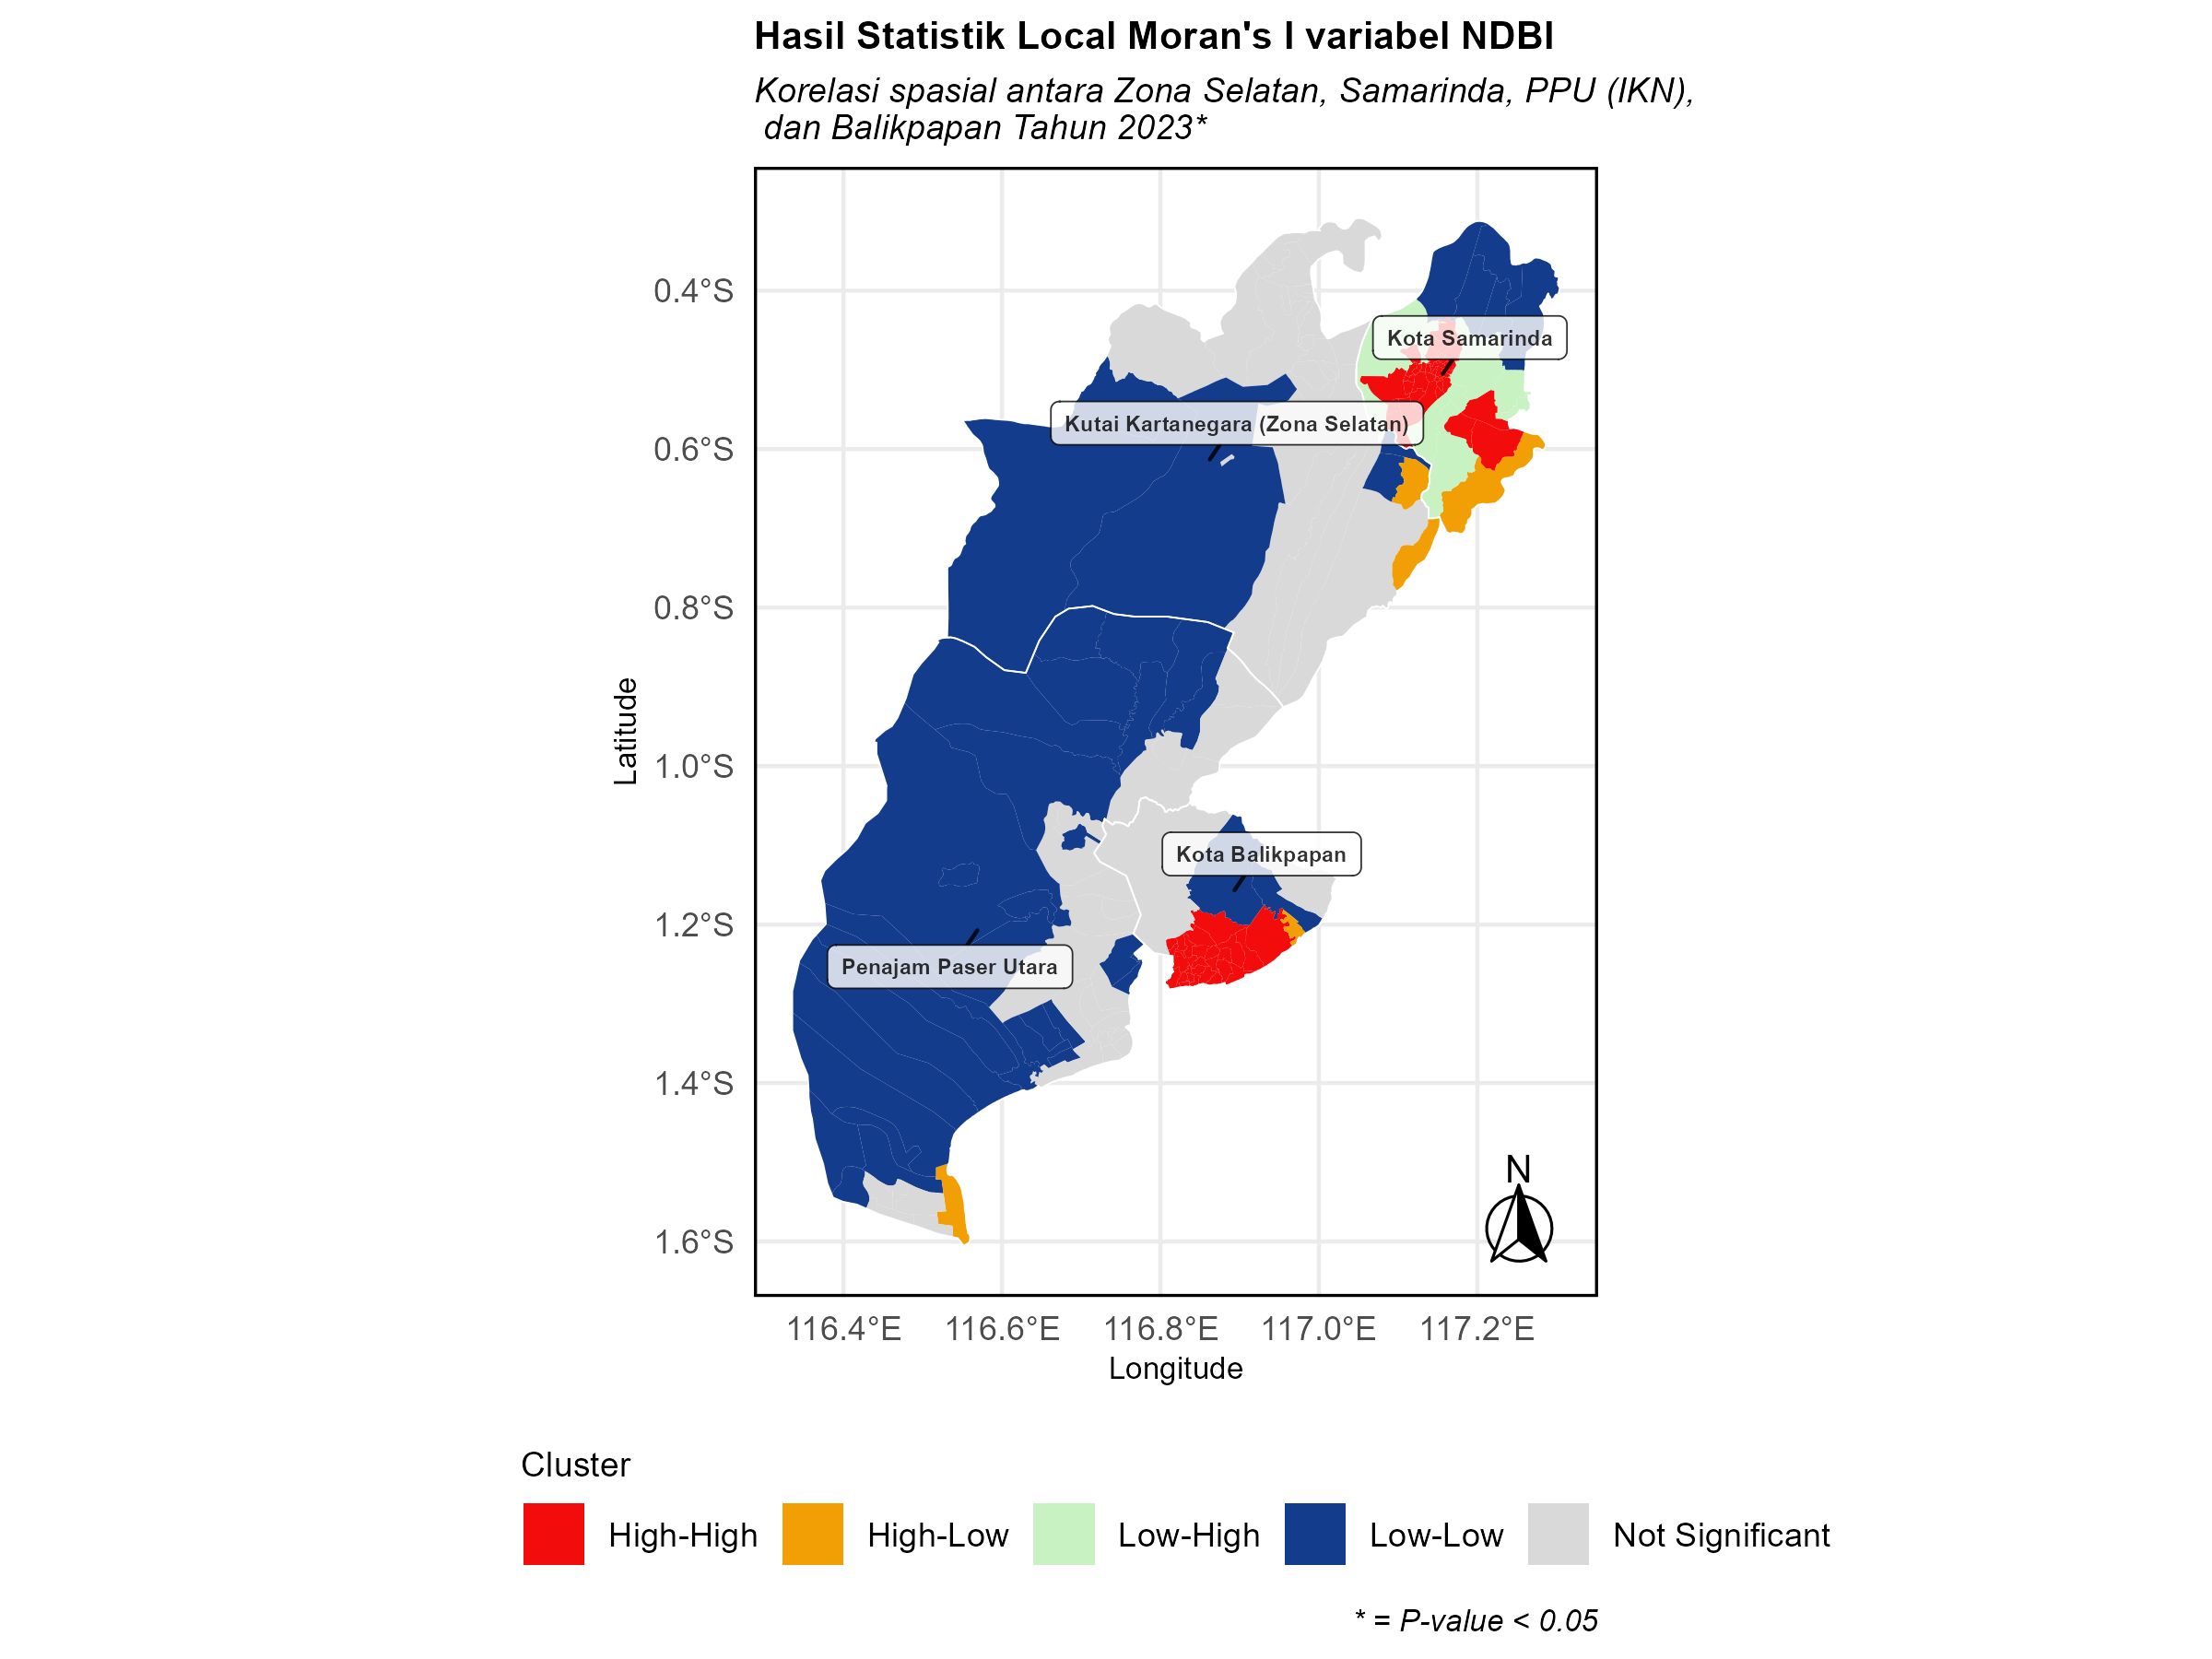 Hasil Statistik Local Moran's I variabel NDBI
Korelasi spasial antara Zona Selatan, Samarinda, PPU (IKN),
dan Balikpapan Tahun 2023*
0.4°S
0.6°S
0.8°S
1.0°S
1.2°S
1.4°S
1.6°S
Latitude
Kota Samarinda
Kutai Kartanegara (Zona Selatan)
Kota Balikpapan
Penajam Paser Utara
N
116.4°E 116.6°E 116.8°E 117.0°E 117.2°E
Longitude
Cluster
High-High High-Low Low-High Low-Low Not Significant
* = P-value < 0.05